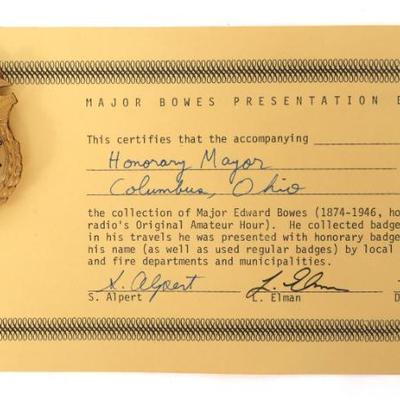 MAJOR BOWES PRESENTATION
This certifies that the accompanying
Honorary Mayor
Columbus, Ohio
the collection of Major Edward Bowes (1874-1946, ho
radio's Original Amateur Hour). He collected badge
in his travels he was presented with honorary badge
his name (as well as used regular badges) by local
and fire departments and municipalities.
S. Alpert L. Elman
S. Alpert L. Elman D